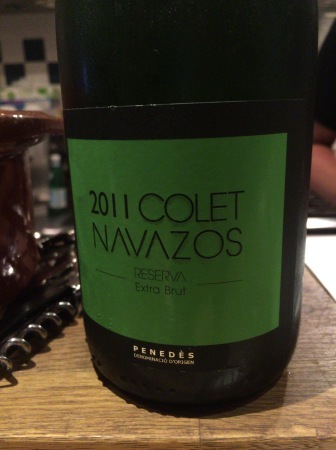 2011 COLET
NAVAZOS
RESERVA
Extra Brut
PENEDÈS
DENOMINACIÓ D'ORIGEN